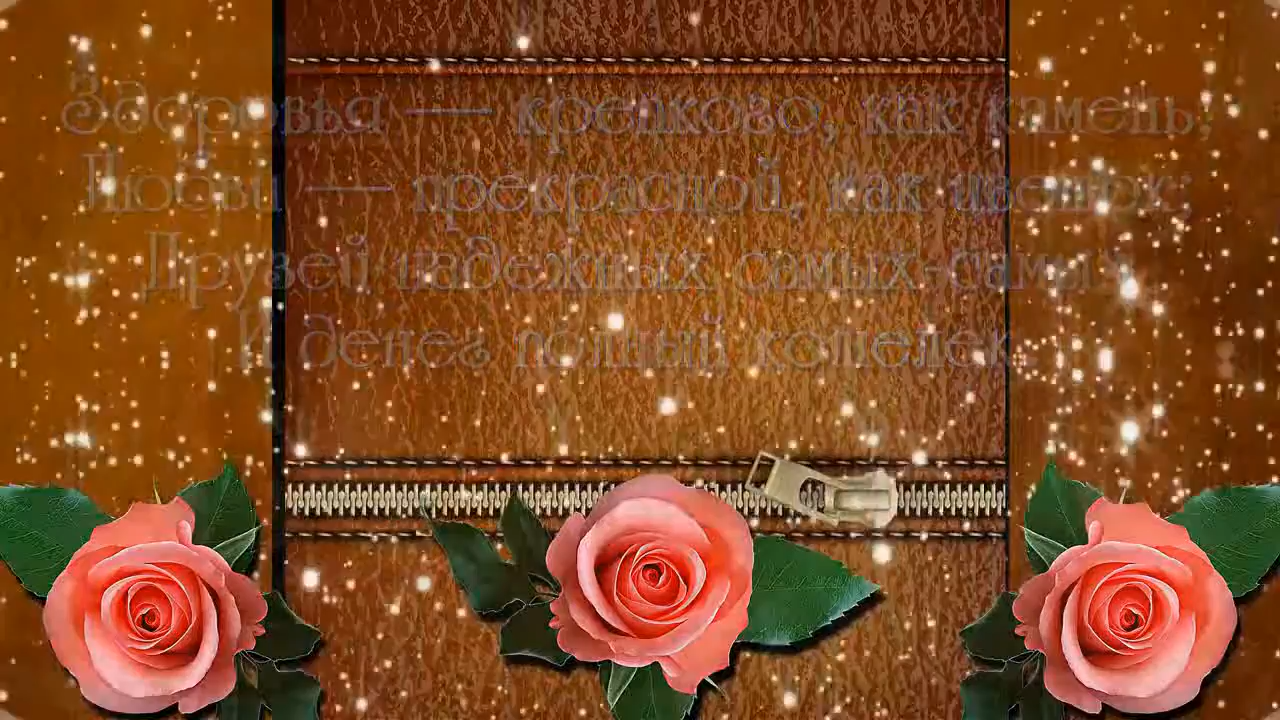 Здоровья — крепкого, как камень,
Любви — прекрасной, как цветок
Друзей надежных самых-самых
И денег полный кошелек